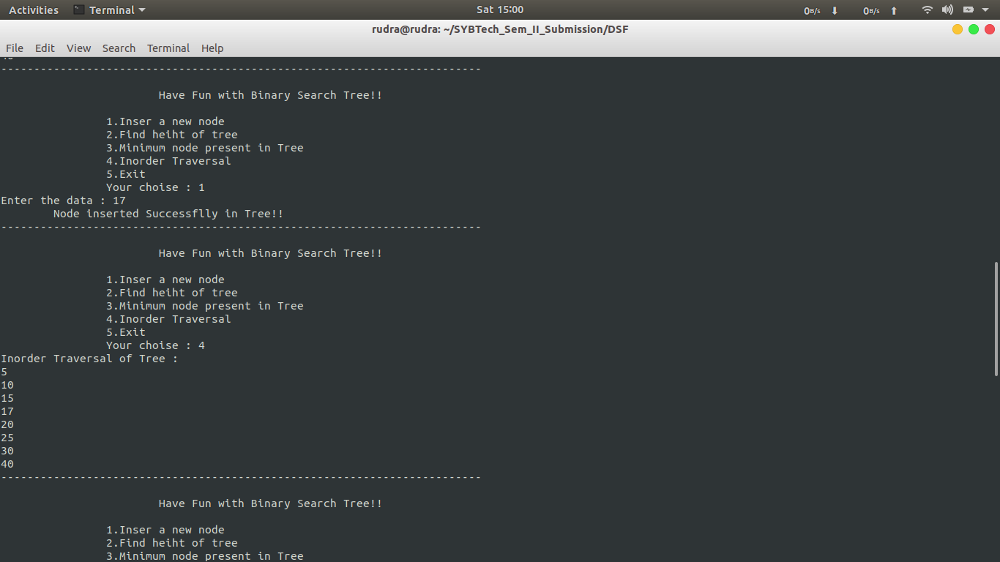 Activities Terminal Sat 15:00 0B/s 0B/s
rudra@rudra: ~/SYBTech_Sem_II_Submission/DSF
File Edit View Search Terminal Help
------------------------------------------------------------------------
Have Fun with Binary Search Tree!!
1.Inser a new node
2.Find heiht of tree
3.Minimum node present in Tree
4.Inorder Traversal
5.Exit
Your choise : 1
Enter the data : 17
Node inserted Successflly in Tree!!
-------------------------------------------------------------------------
Have Fun with Binary Search Tree!!
1.Inser a new node
2.Find heiht of tree
3.Minimum node present in Tree
4.Inorder Traversal
5.Exit
Your choise : 4
Inorder Traversal of Tree :
5
10
15
17
20
25
30
40
-------------------------------------------------------------------------
Have Fun with Binary Search Tree!!
1.Inser a new node
2.Find heiht of tree
3.Minimum node present in Tree